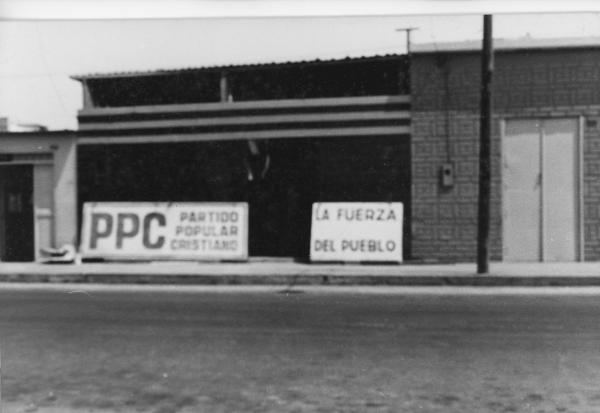 PPC
PARTIDO
POPULAR
CRISTIANO
LA FUERZA
DEL PUEBLO